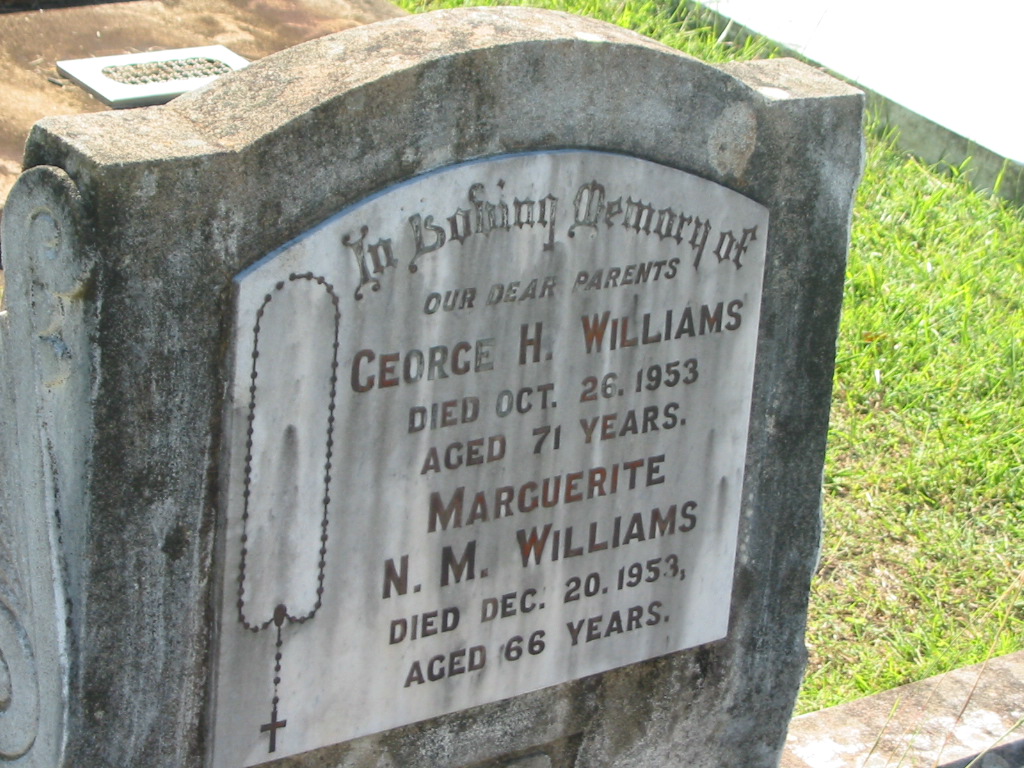 In Loving Memory of
OUR DEAR PARENTS
GEORGE H. WILLIAMS
DIED OCT. 26. 1953
AGED 71 YEARS.
MARGUERITE
N. M. WILLIAMS
DIED DEC. 20. 1953,
AGED 66 YEARS.